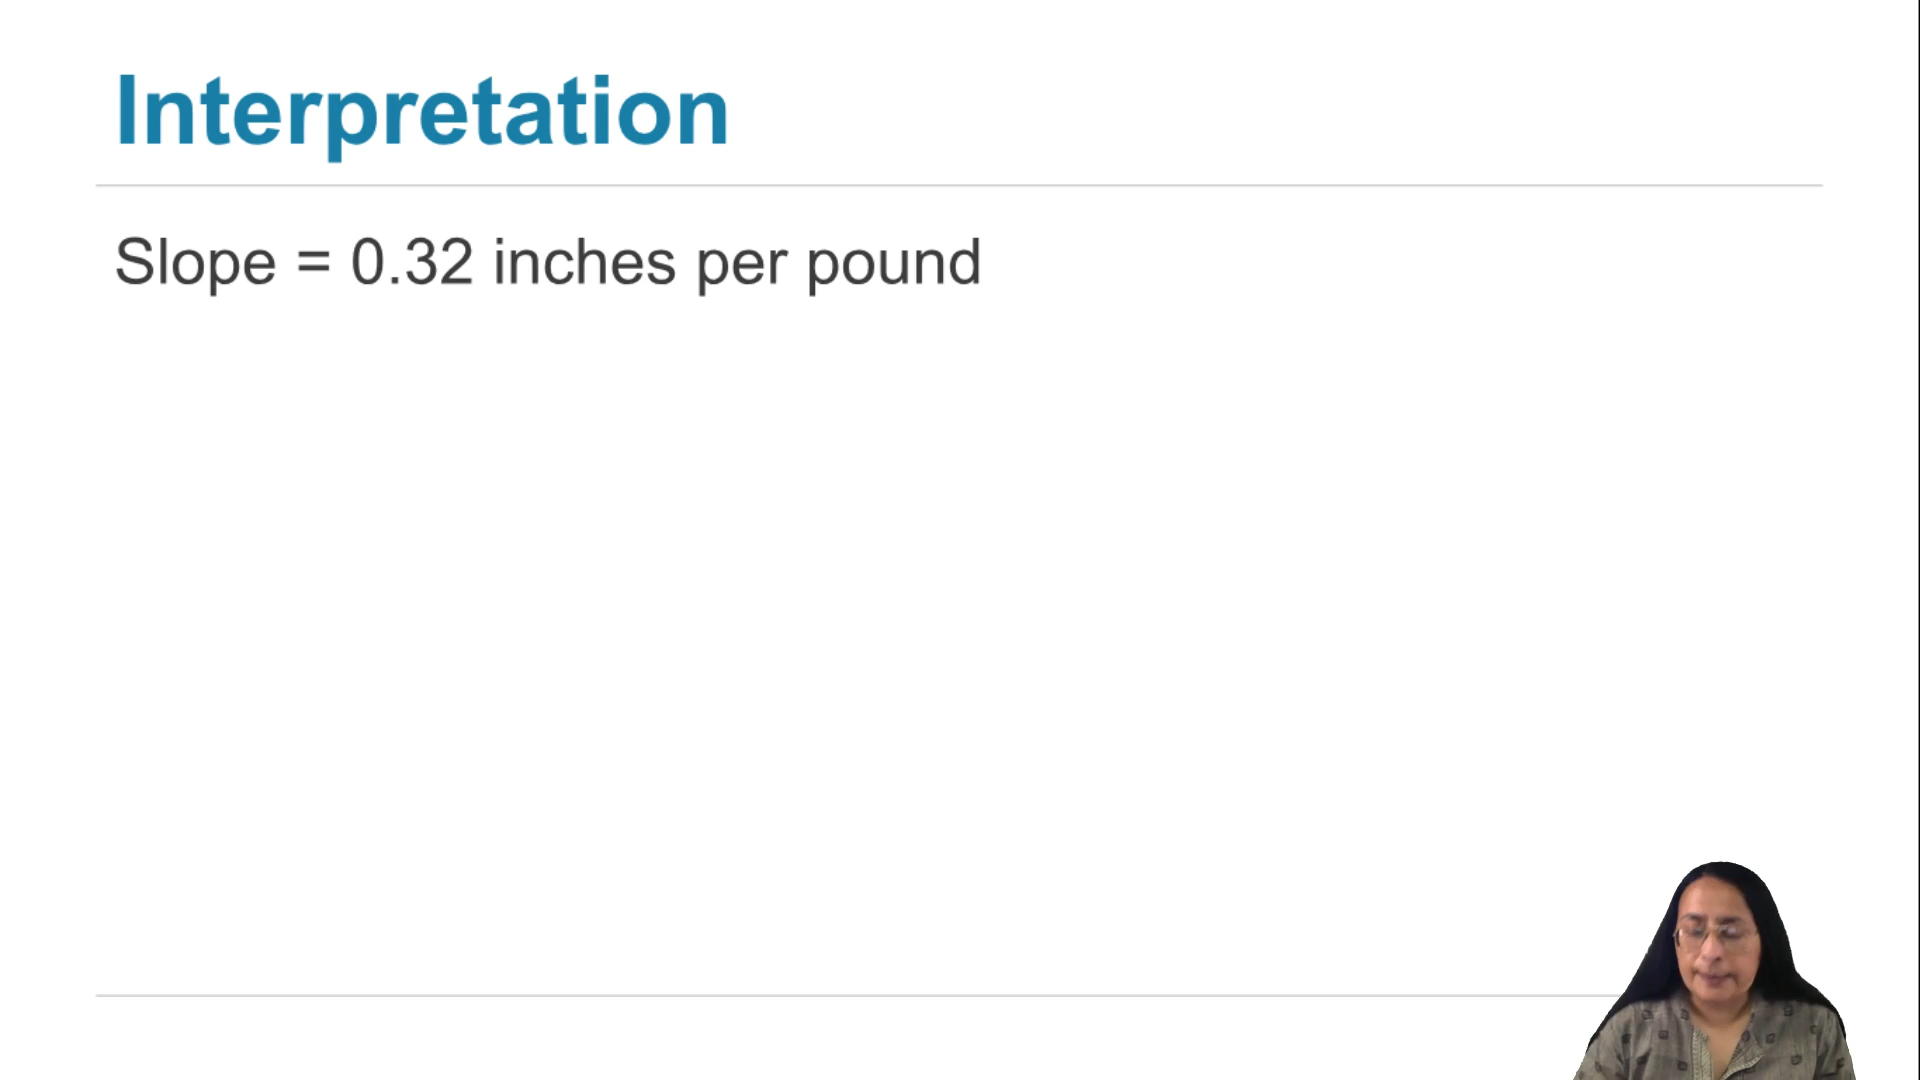 Interpretation
Slope = 0.32 inches per pound